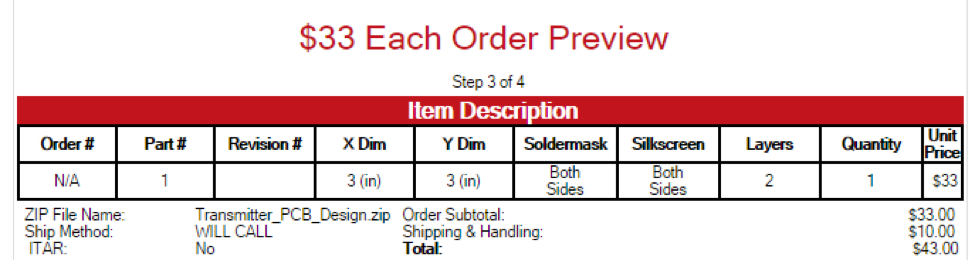 $33 Each Order Preview
Step 3 of 4
Item Description
Order # Part # Revision # X Dim Y Dim Soldermask Silkscreen Layers Quantity Unit Price
N/A 1 3 (in) 3 (in) Both Sides Both Sides 2 1 $33
ZIP File Name: Transmitter_PCB_Design.zip Order Subtotal: $33.00
Ship Method: WILL CALL Shipping & Handling: $10.00
ITAR: No Total: $43.00